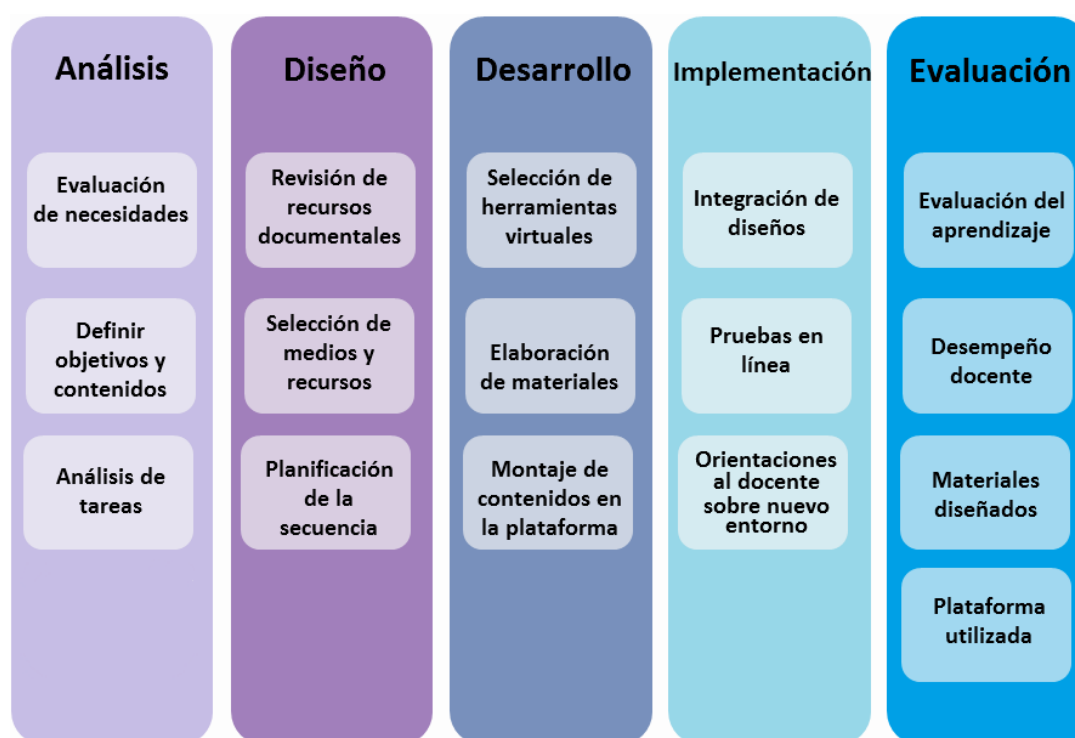 Análisis
Evaluación
de necesidades
Definir
objetivos y
contenidos
Análisis de
tareas
Diseño
Revisión de
recursos
documentales
Selección de
medios y
recursos
Planificación
de la
secuencia
Desarrollo
Selección de
herramientas
virtuales
Elaboración
de materiales
Montaje de
contenidos en
la plataforma
Implementación
Integración de
diseños
Pruebas en
línea
Orientaciones
al docente
sobre nuevo
entorno
Evaluación
Evaluación del
aprendizaje
Desempeño
docente
Materiales
diseñados
Plataforma
utilizada